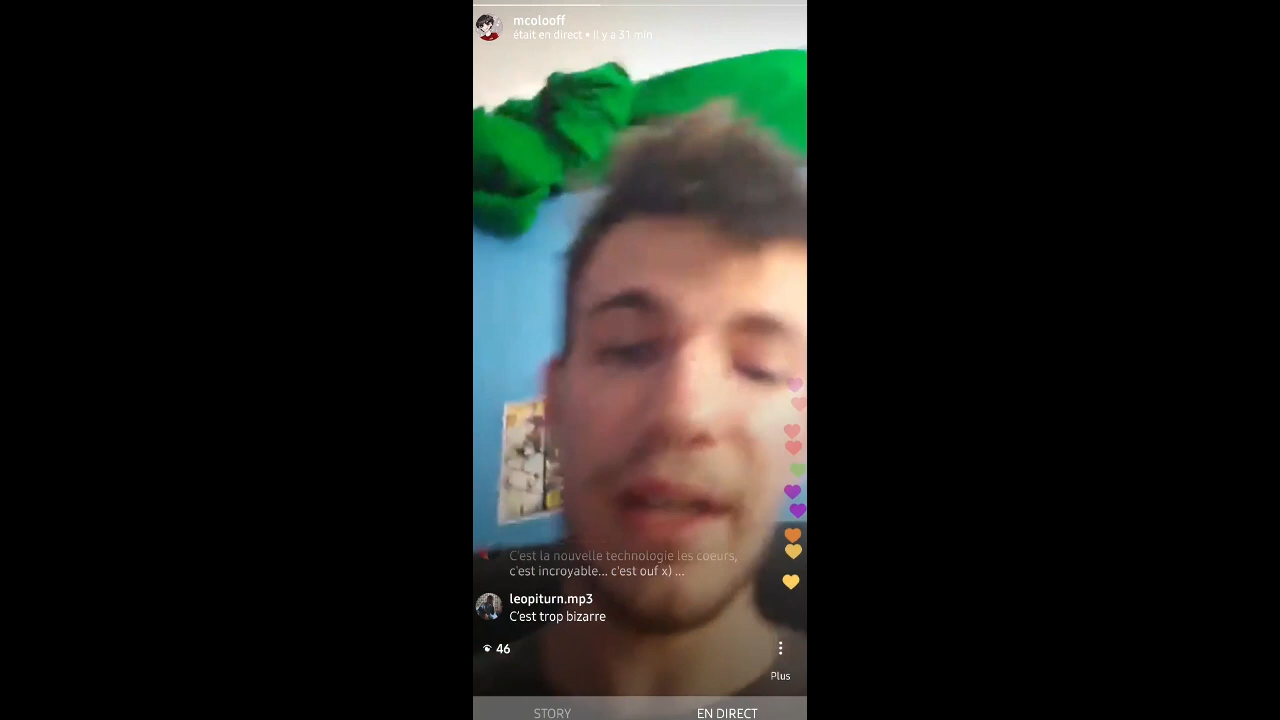 mcolooff
était en direct • il y a 31 min
C'est la nouvelle technologie les coeurs,
c'est incroyable... c'est ouf x) ...
leopiturn.mp3
C'est trop bizarre
46
Plus
STORY
EN DIRECT